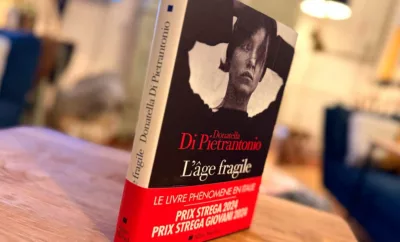 fragile Donatella Di Pietrantonio
Donatella
Di Pietrantonio
L'âge fragile
LE LIVRE PHÉNOMÈNE EN ITALIE
PRIX STREGA 2024
PRIX STREGA GIOVANI 2024